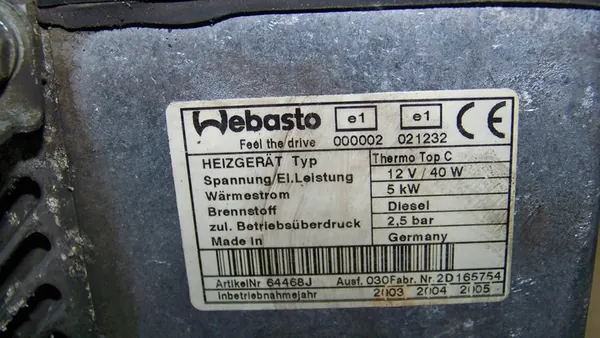 Webasto e1 e1 CE
Feel the drive 000002 021232
HEIZGERÄT Typ Thermo Top C
Spannung/El.Leistung 12 V / 40 W
Wärmestrom 5 kW
Brennstoff Diesel
zul. Betriebsüberdruck 2,5 bar
Made In Germany
ArtikelNr 64468J Ausf. 030Fabr. Nr 2D165754
Inbetriebnahmejahr 2003 2004 2005